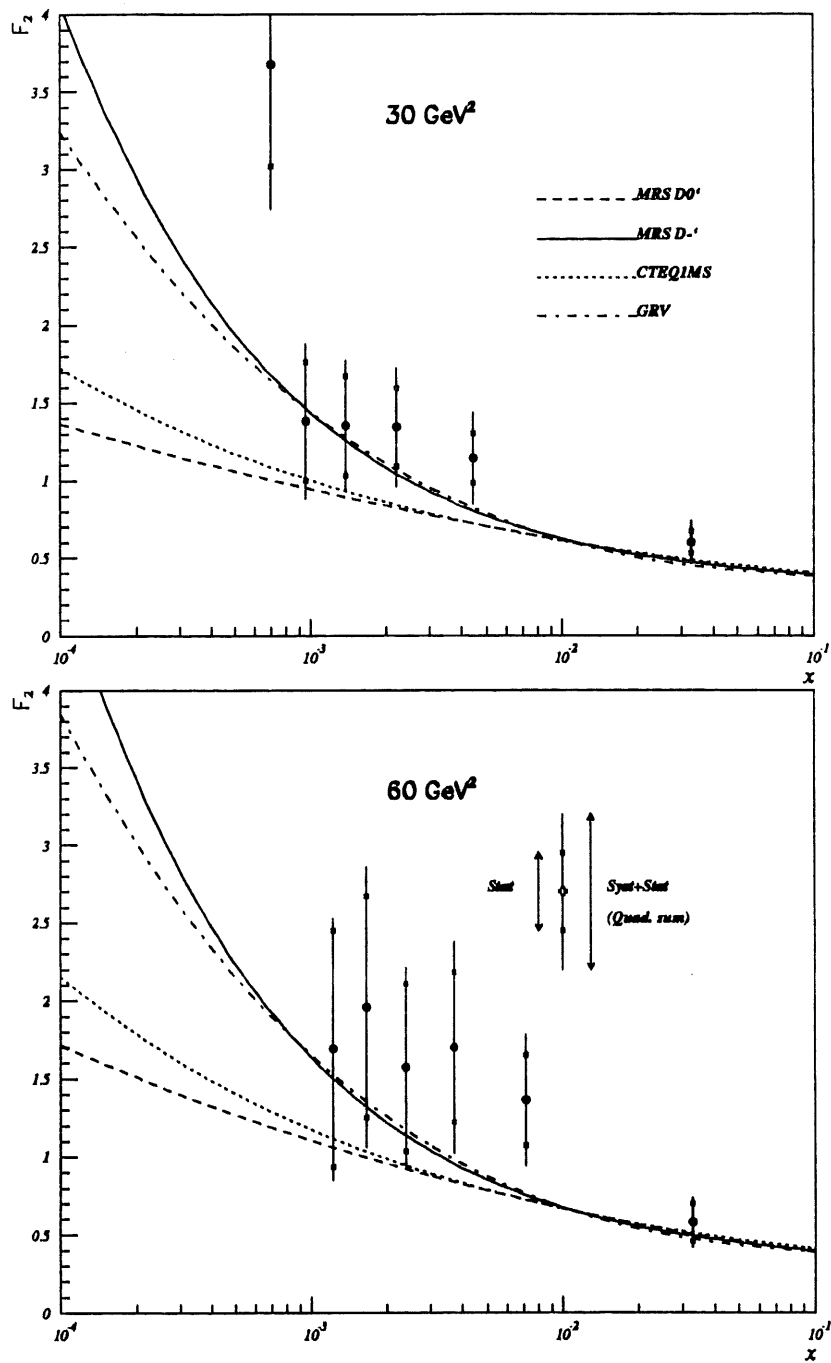 F₂
4
3.5
3
2.5
2
1.5
1
0.5
0
30 GeV²
MRS D0'
MRS D-'
CTEQ1MS
GRV
10⁻⁴
10⁻³
10⁻²
10⁻¹
x
F₂
4
3.5
3
2.5
2
1.5
1
0.5
0
60 GeV²
Stat
Syst+Stat
(Quad. sum)
10⁻⁴
10⁻³
10⁻²
10⁻¹
x